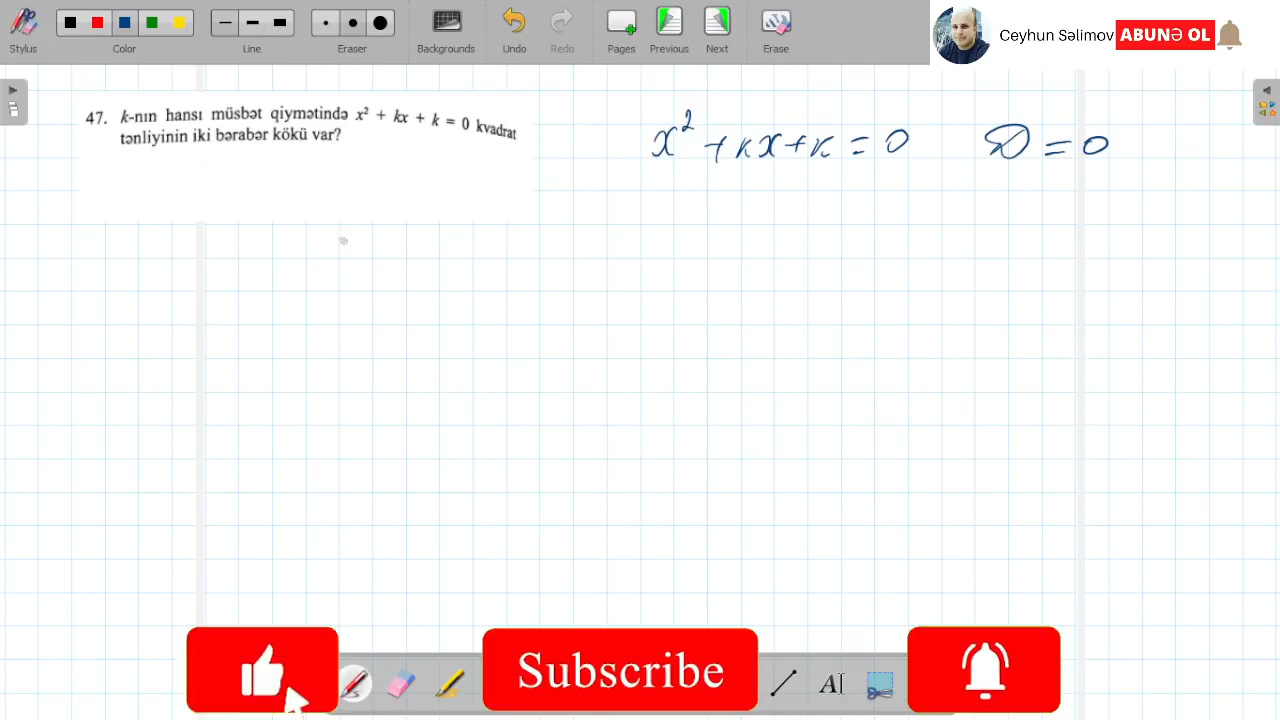 Stylus
Color
Line
Eraser
Backgrounds
Undo
Redo
Pages
Previous
Next
Erase
Ceyhun Səlimov
ABUNƏ OL
47. k-nın hansı müsbət qiymətində x² + kx + k = 0 kvadrat
tənliyinin iki bərabər kökü var?
x² + kx + k = 0
D = 0
Subscribe
A